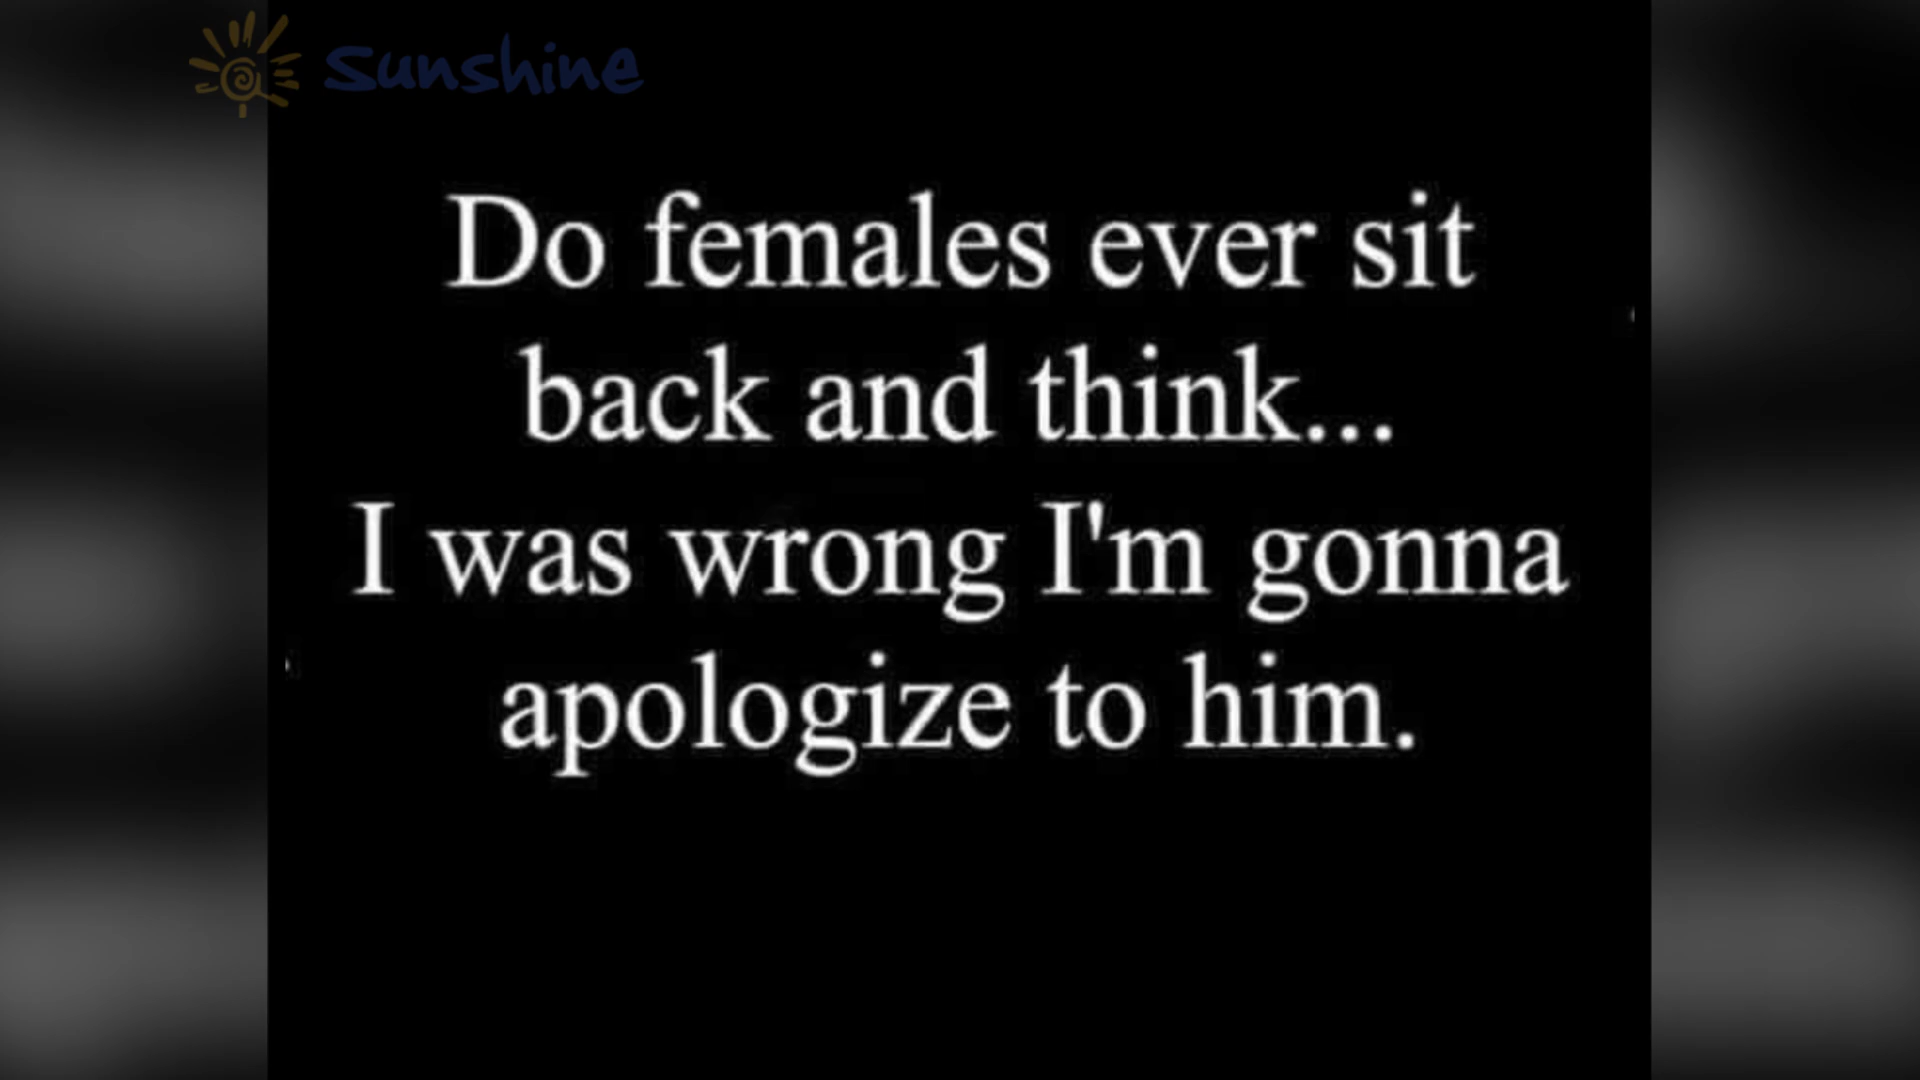 Sunshine
Do females ever sit
back and think...
I was wrong I'm gonna
apologize to him.